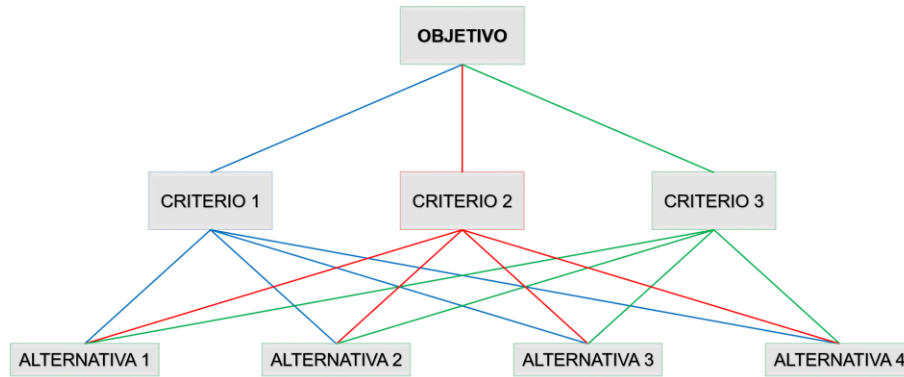 OBJETIVO
CRITERIO 1
CRITERIO 2
CRITERIO 3
ALTERNATIVA 1
ALTERNATIVA 2
ALTERNATIVA 3
ALTERNATIVA 4